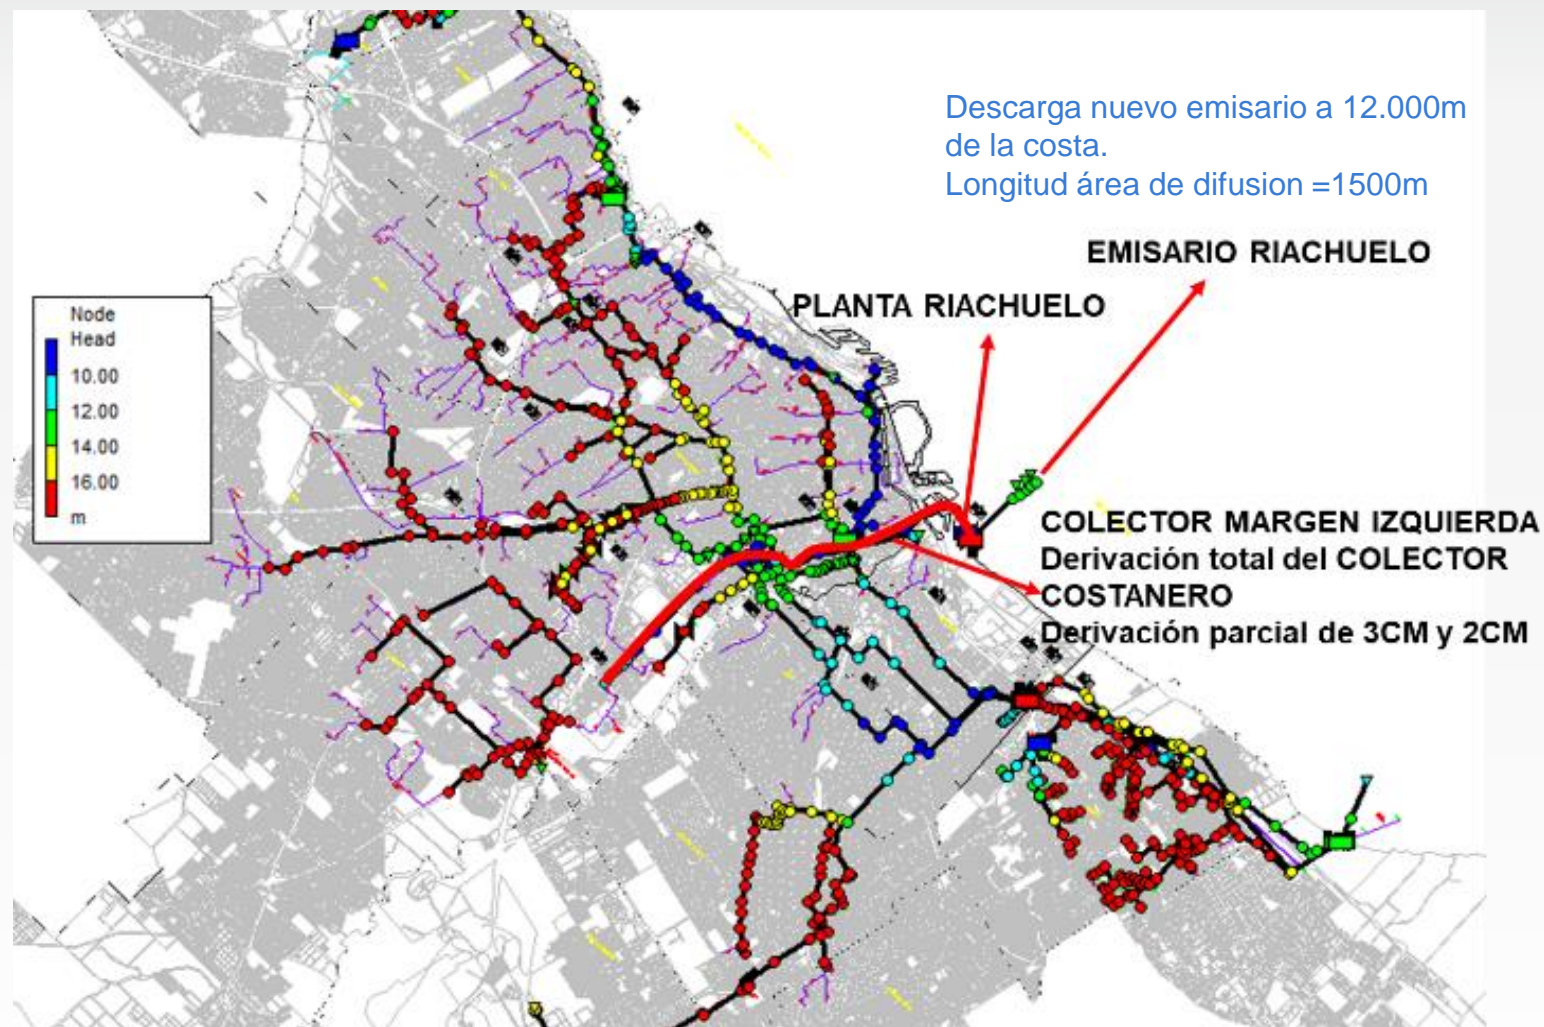 Descarga nuevo emisario a 12.000m
de la costa.
Longitud área de difusion =1500m
EMISARIO RIACHUELO
PLANTA RIACHUELO
Node
Head
10.00
12.00
14.00
16.00
m
COLECTOR MARGEN IZQUIERDA
Derivación total del COLECTOR
COSTANERO
Derivación parcial de 3CM y 2CM